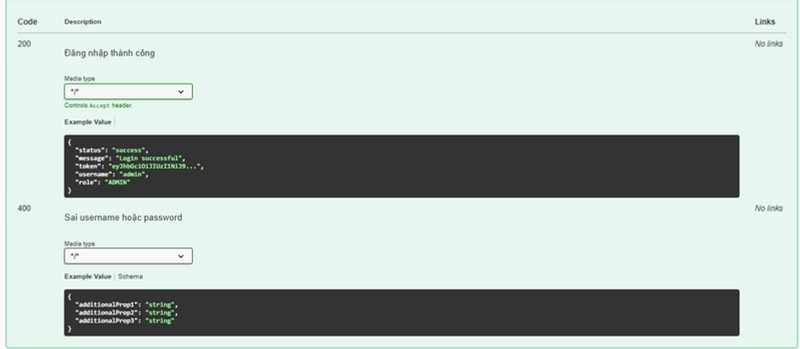 Code Description Links
200 Đăng nhập thành công No links
Media type
*/*
Controls Accept header.
Example Value
{
"status": "success",
"message": "Login successful",
"token": "eyJhbGciOiJIUzI1NiJ9...",
"username": "admin",
"role": "ADMIN"
}
400 Sai username hoặc password No links
Media type
*/*
Example Value Schema
{
"additionalProp1": "string",
"additionalProp2": "string",
"additionalProp3": "string"
}